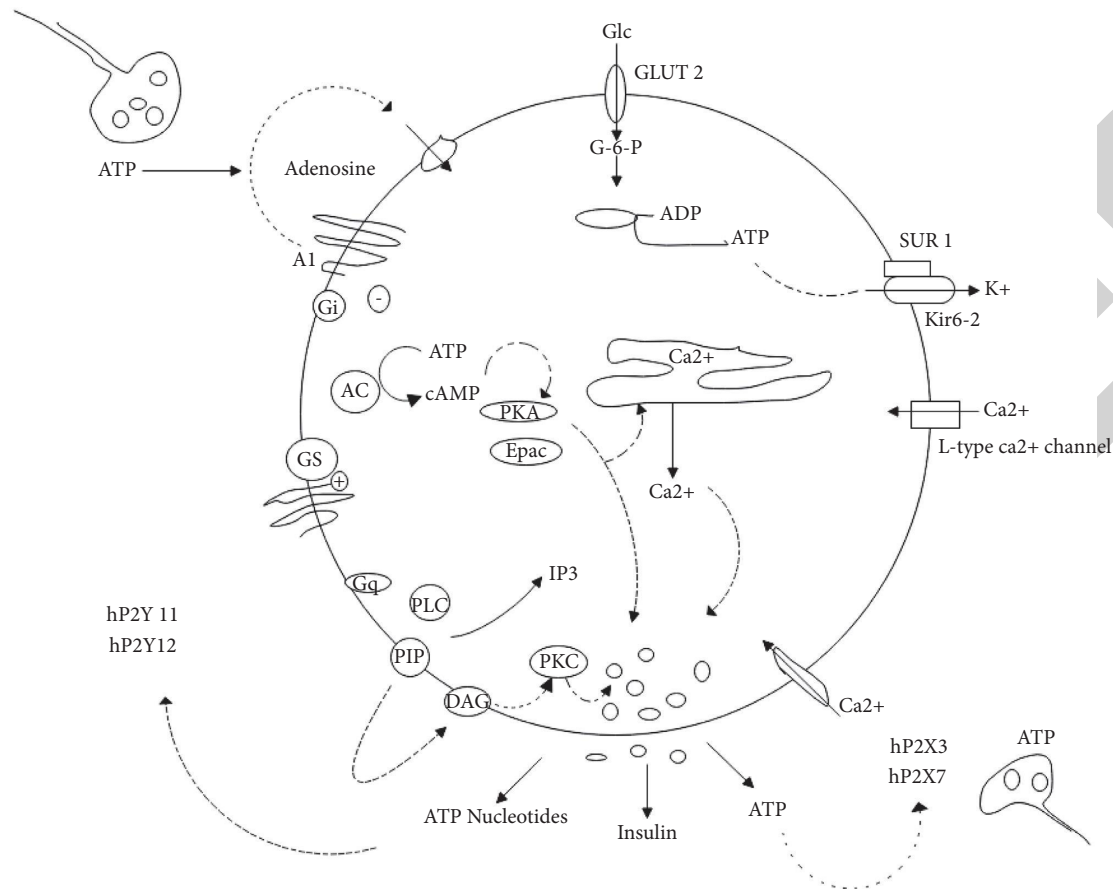 Glc
GLUT 2
G-6-P
ATP
Adenosine
ADP
ATP
SUR 1
A1
K+
Gi
-
Kir6-2
ATP
Ca2+
AC
cAMP
PKA
Ca2+
Epac
L-type ca2+ channel
GS
+
Ca2+
IP3
Gq
PLC
hP2Y 11
hP2Y12
PIP
PKC
DAG
Ca2+
hP2X3
ATP
hP2X7
ATP Nucleotides
Insulin
ATP